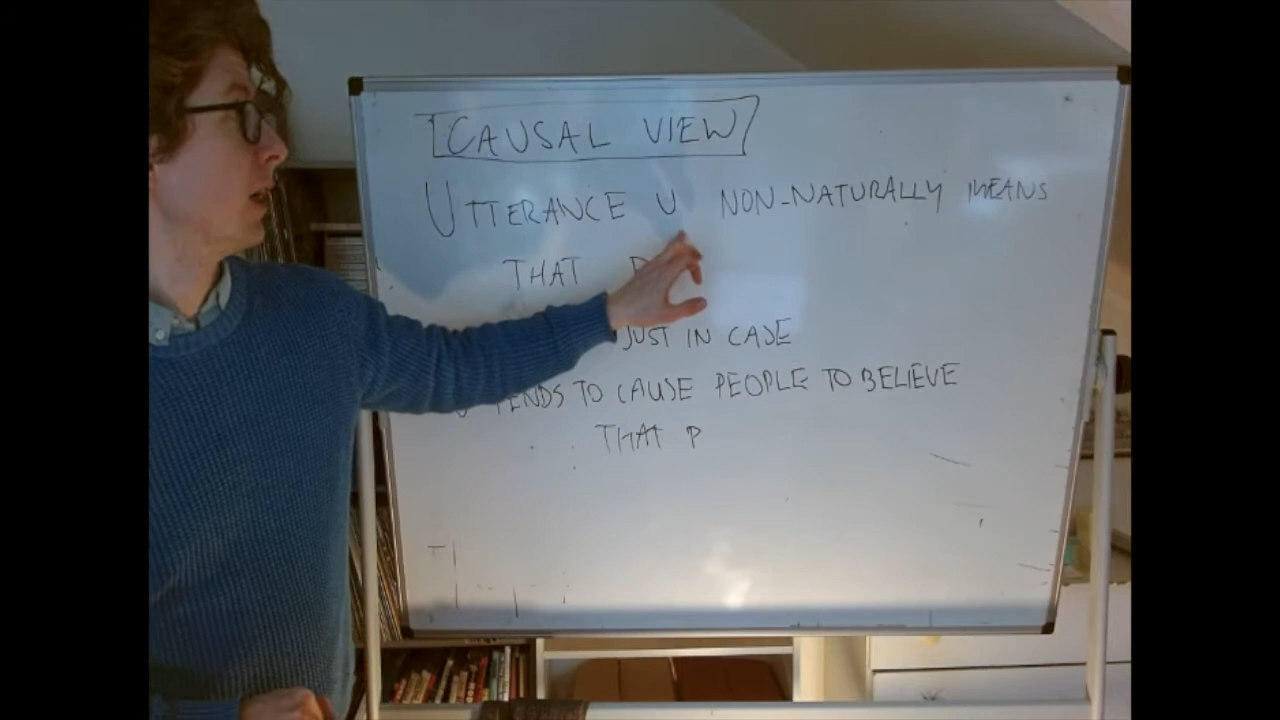 CAUSAL VIEW
UTTERANCE U NON-NATURALLY MEANS
THAT
JUST IN CASE
TENDS TO CAUSE PEOPLE TO BELIEVE
THAT P